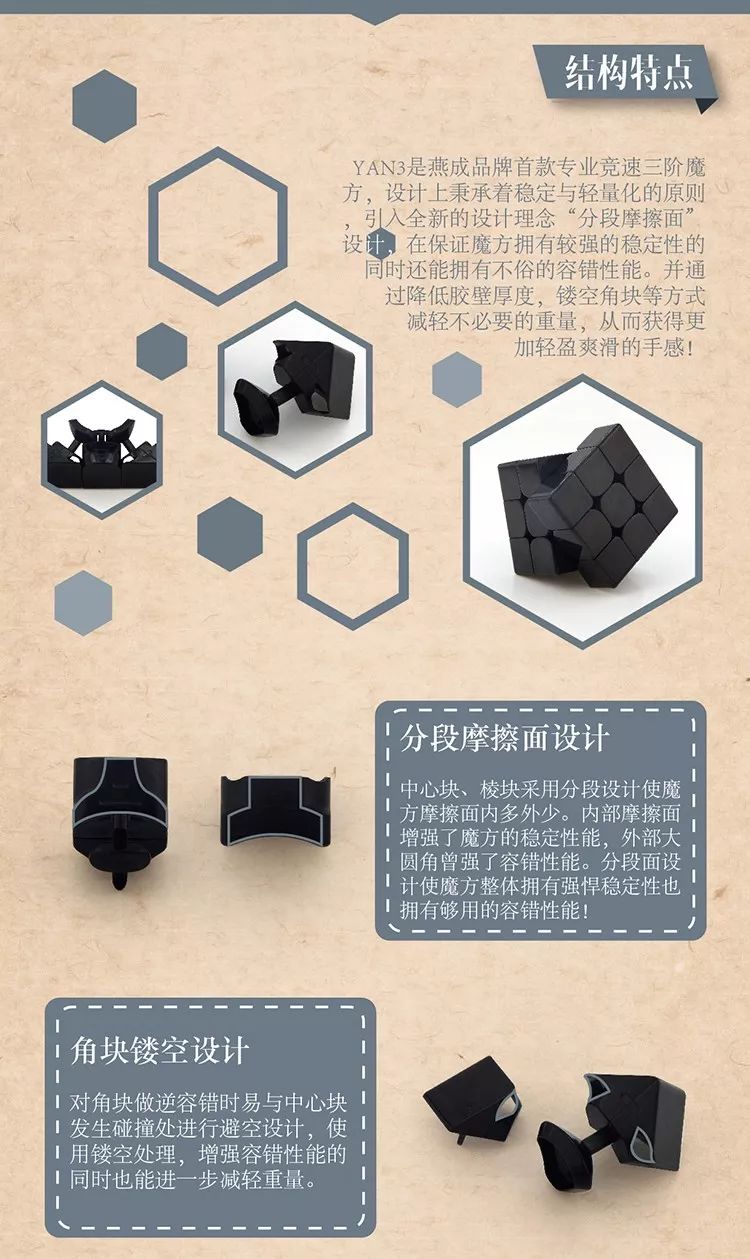 结构特点
YAN3是燕成品牌首款专业竞速三阶魔
方，设计上秉承着稳定与轻量化的原则
，引入全新的设计理念“分段摩擦面”
设计，在保证魔方拥有较强的稳定性的
同时还能拥有不俗的容错性能。并通
过降低胶壁厚度，镂空角块等方式
减轻不必要的重量，从而获得更
加轻盈爽滑的手感！
分段摩擦面设计
中心块、棱块采用分段设计使魔
方摩擦面内多外少。内部摩擦面
增强了魔方的稳定性能，外部大
圆角曾强了容错性能。分段面设
计使魔方整体拥有强悍稳定性也
拥有够用的容错性能！
角块镂空设计
对角块做逆容错时易与中心块
发生碰撞处进行避空设计，使
用镂空处理，增强容错性能的
同时也能进一步减轻重量。